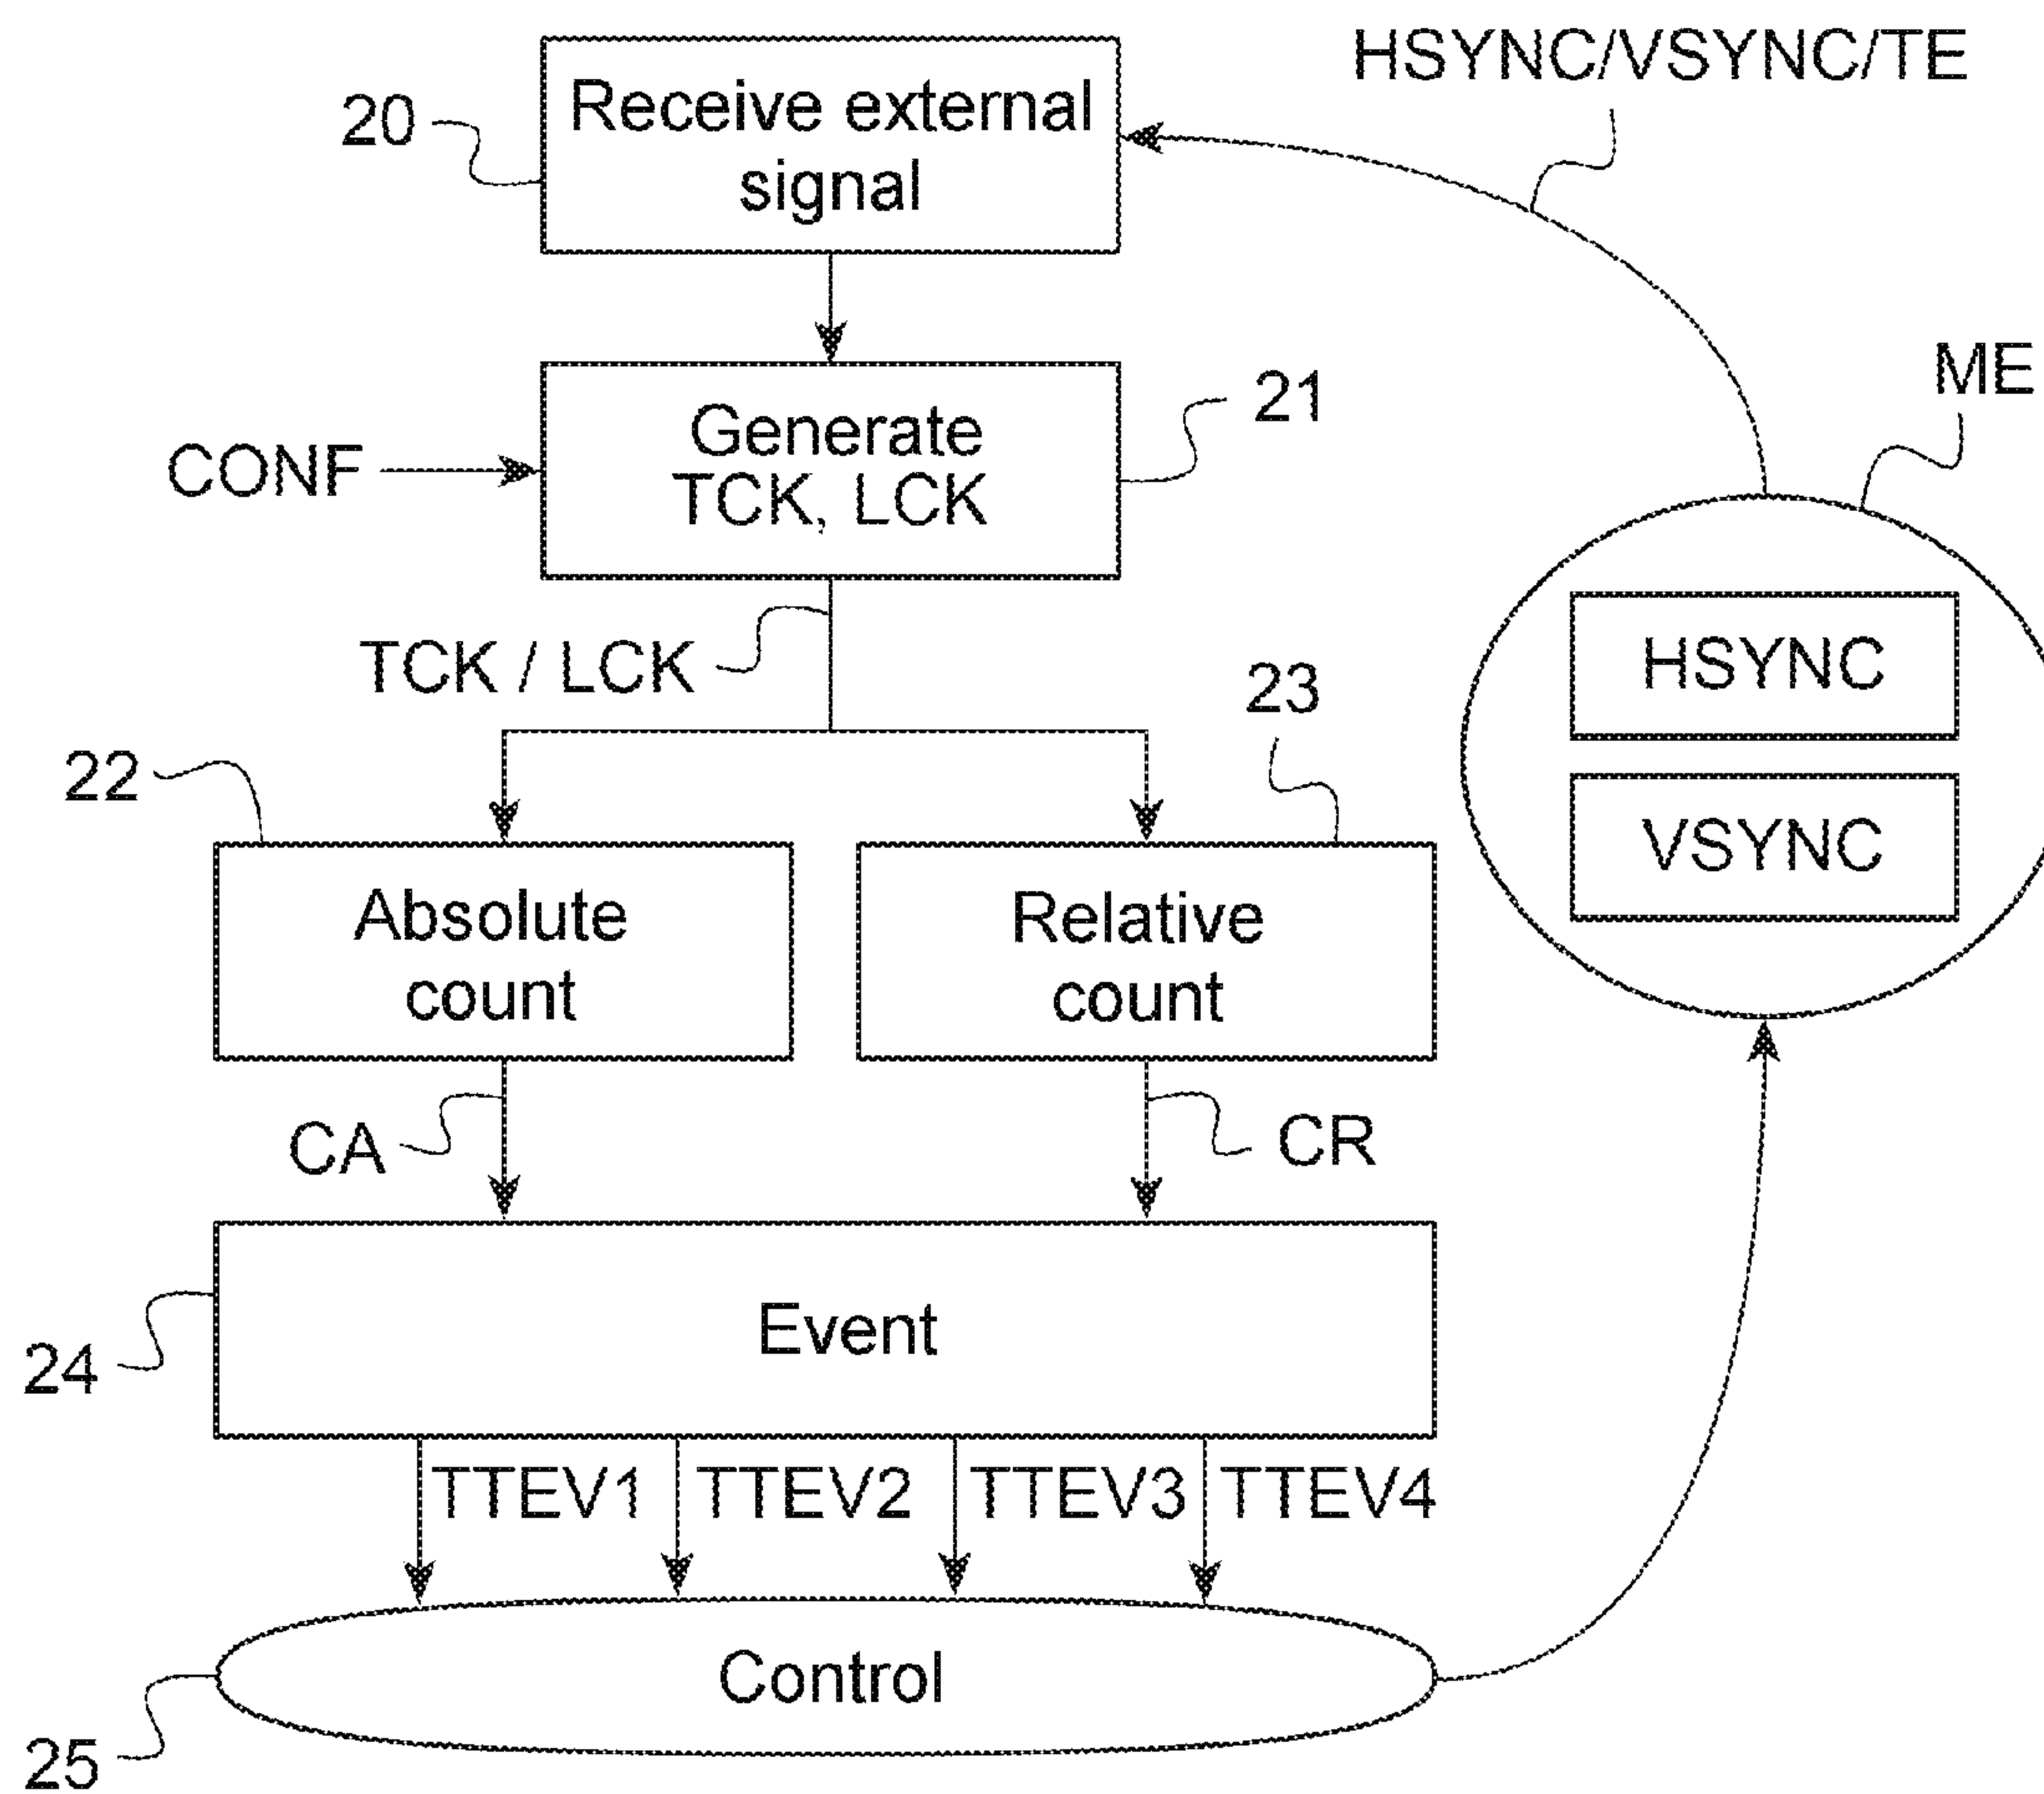 HSYNC/VSYNC/TE
20
Receive external
signal
ME
21
CONF
Generate
TCK, LCK
TCK / LCK
23
HSYNC
22
VSYNC
Absolute
count
Relative
count
CA
CR
24
Event
TTEV1
TTEV2
TTEV3
TTEV4
25
Control